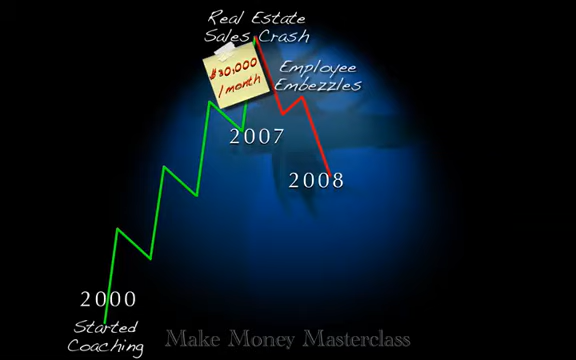 Real Estate
Sales Crash
$30,000
/month
Employee
Embezzles
2007
2008
2000
Started
Coaching
Make Money Masterclass